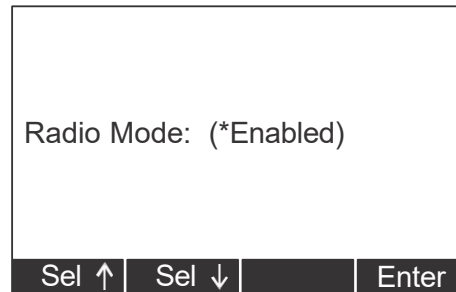 Radio Mode: (*Enabled)
Sel ↑ Sel ↓ Enter